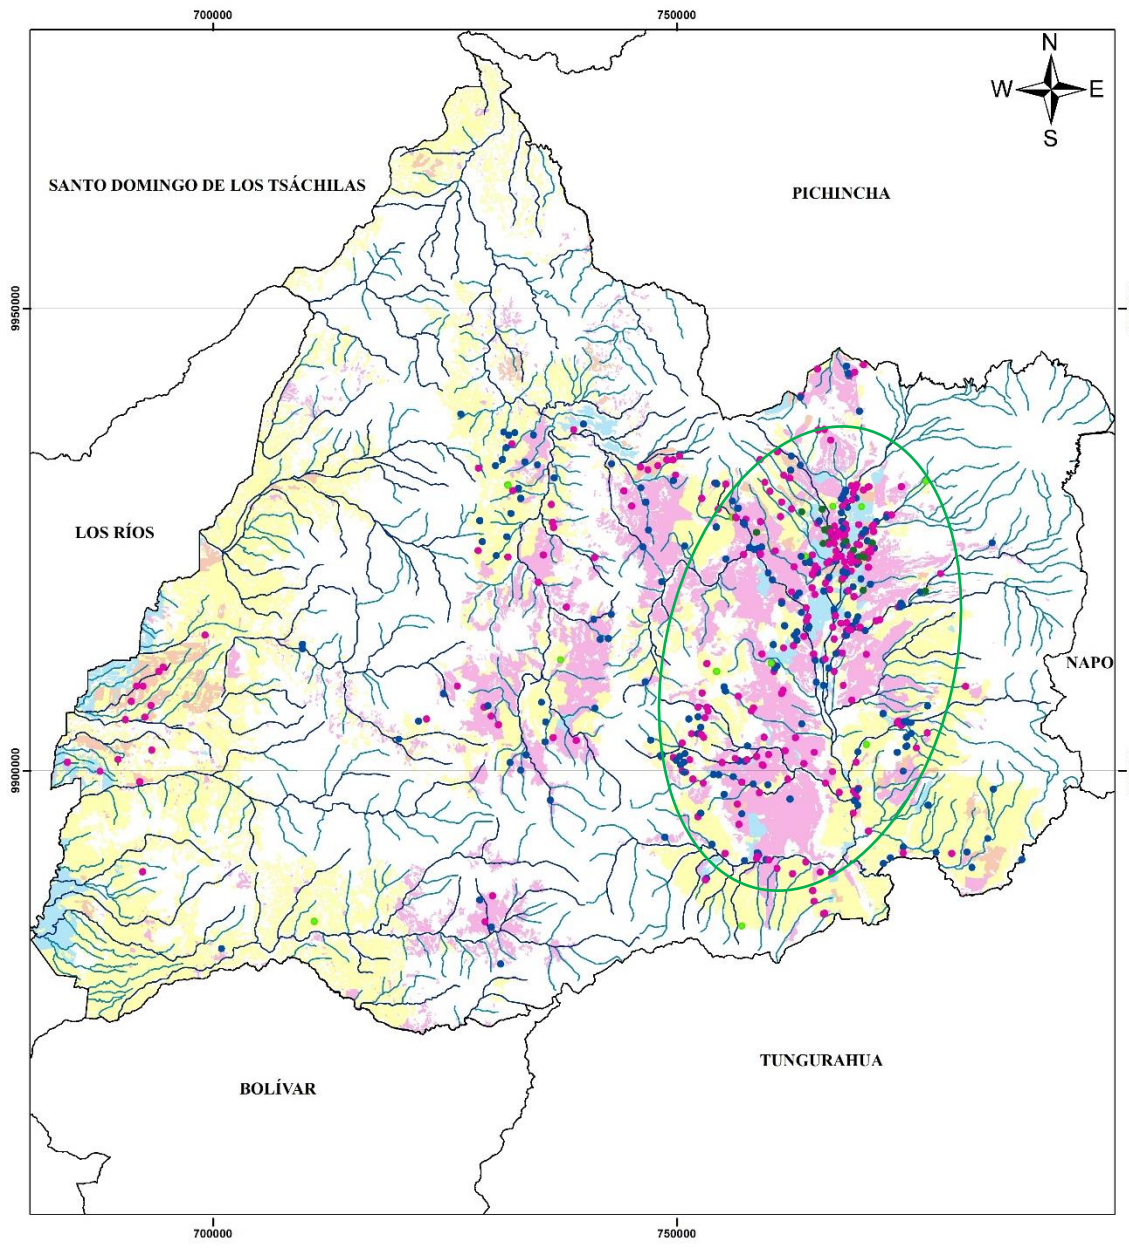 700000
750000
N
W
E
S
SANTO DOMINGO DE LOS TSÁCHILAS
PICHINCHA
9950000
LOS RÍOS
NAPO
9900000
TUNGURAHUA
BOLÍVAR
700000
750000